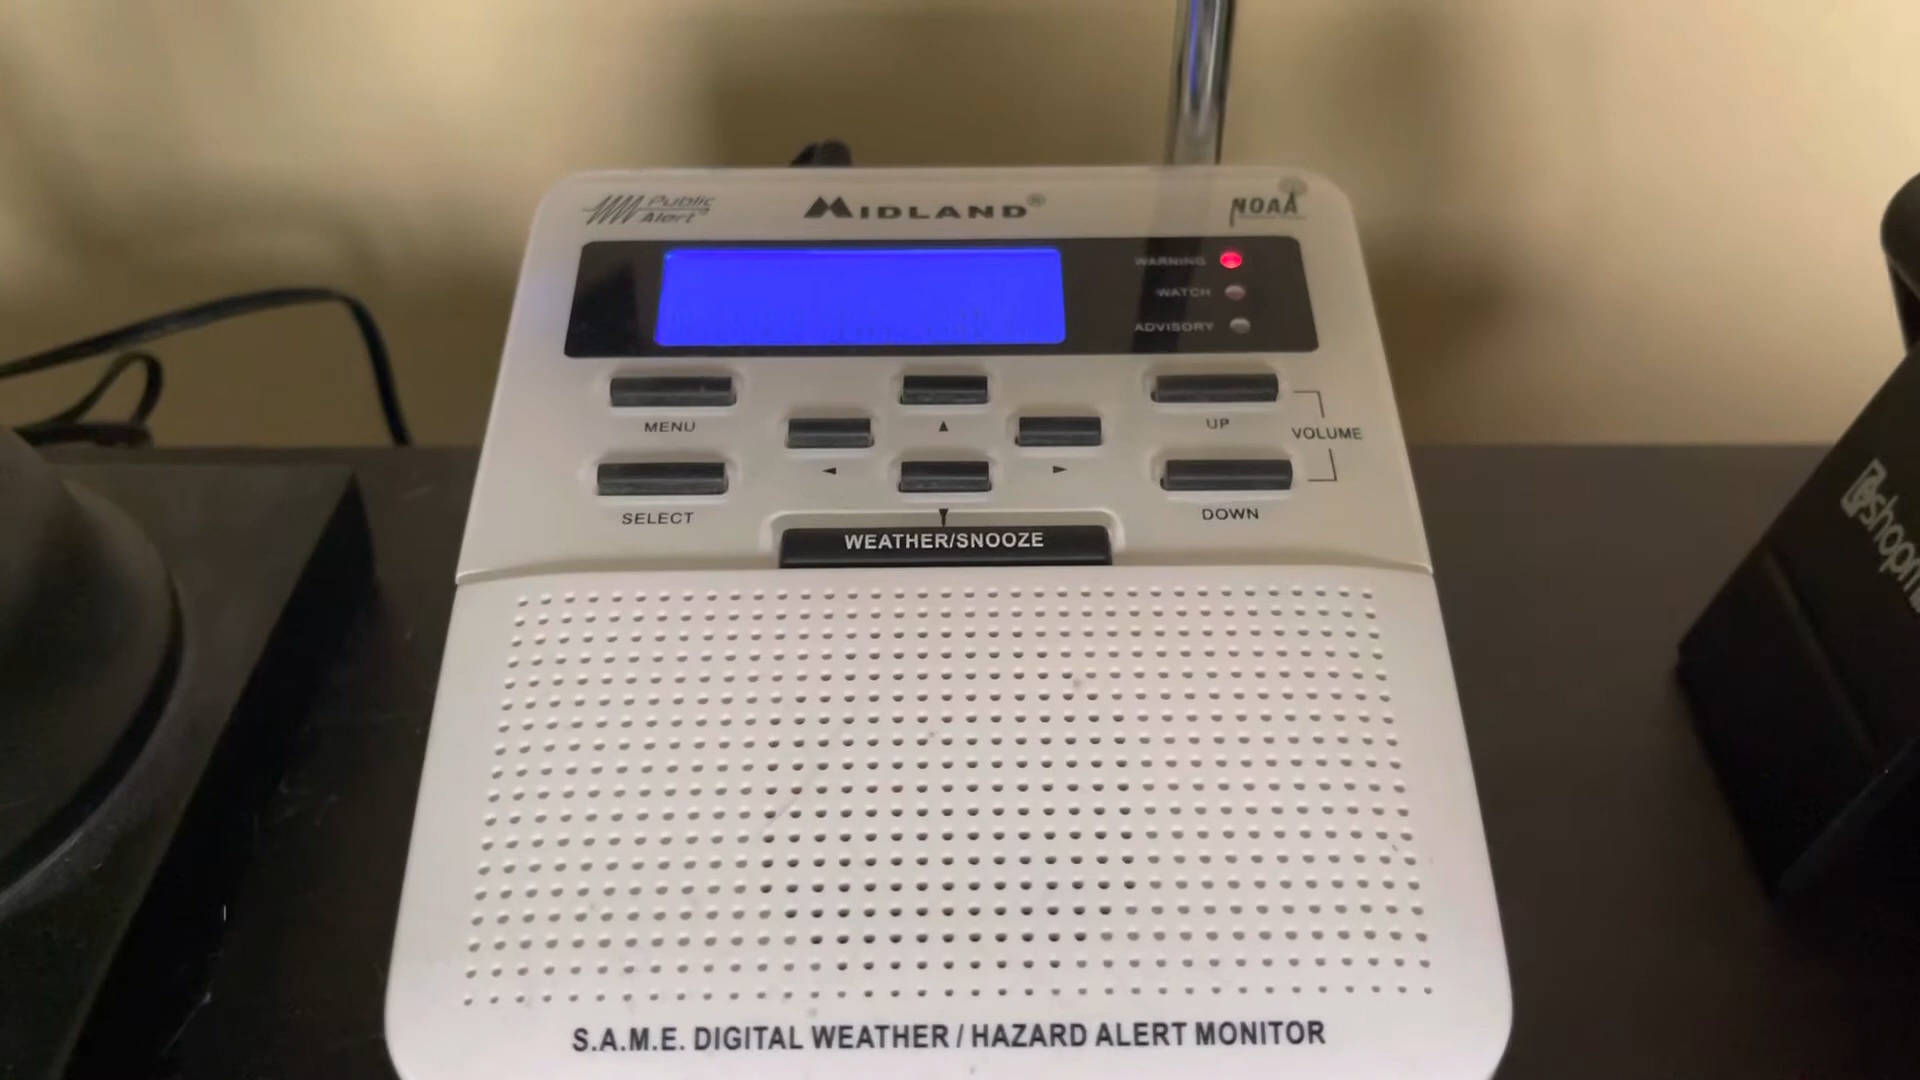 Public Alert
MIDLAND®
NOAA
WARNING
WATCH
ADVISORY
MENU
UP
VOLUME
SELECT
DOWN
WEATHER/SNOOZE
S.A.M.E. DIGITAL WEATHER / HAZARD ALERT MONITOR